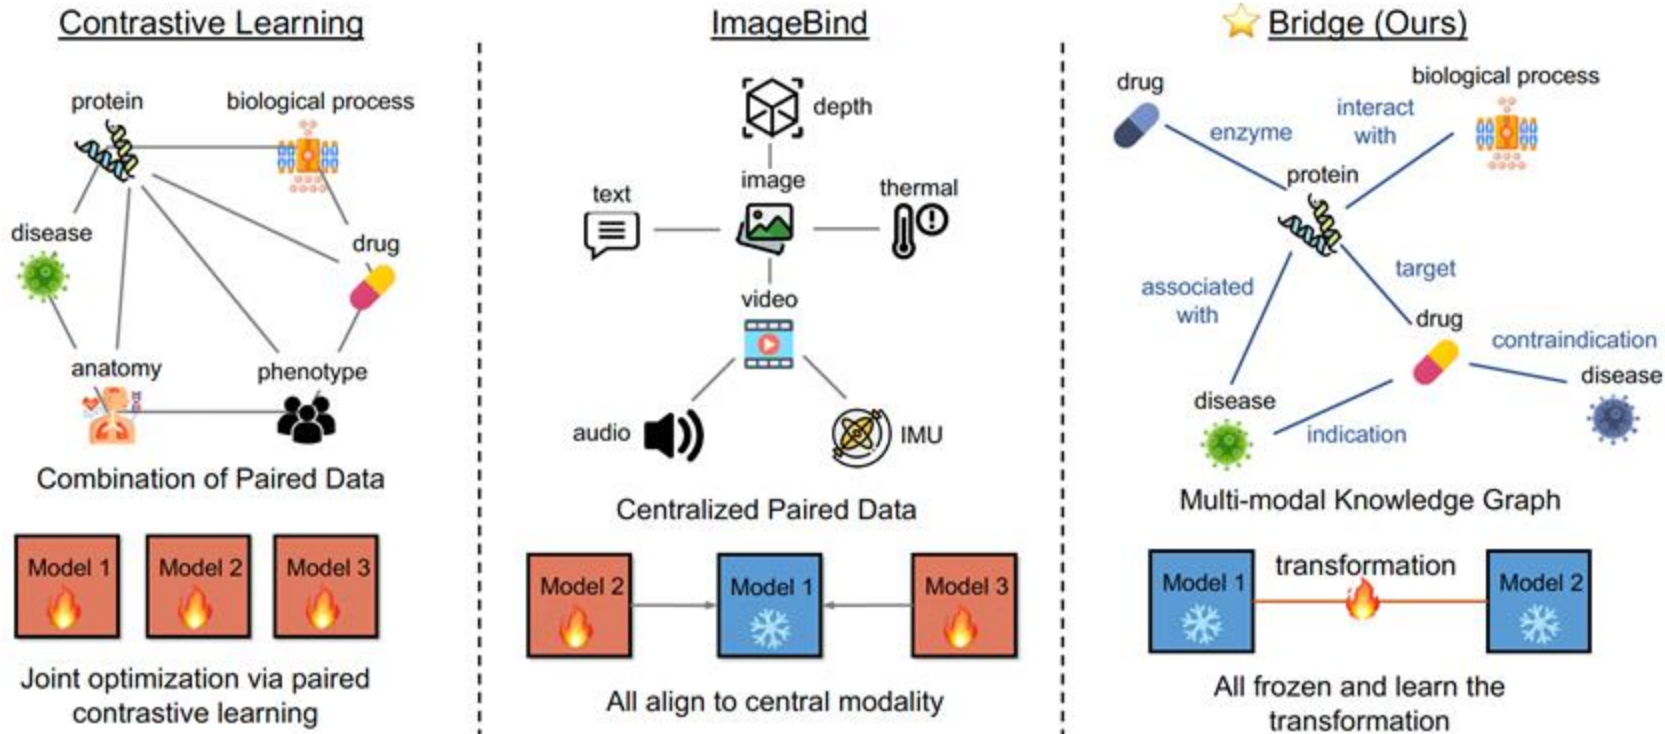 Contrastive Learning
protein
biological process
disease
drug
anatomy
phenotype
Combination of Paired Data
Model 1
Model 2
Model 3
Joint optimization via paired
contrastive learning
ImageBind
depth
image
text
thermal
video
audio
IMU
Centralized Paired Data
Model 2
Model 1
Model 3
All align to central modality
Bridge (Ours)
drug
biological process
enzyme
interact
with
protein
associated
with
target
drug
contraindication
disease
disease
indication
Multi-modal Knowledge Graph
Model 1
transformation
Model 2
All frozen and learn the
transformation